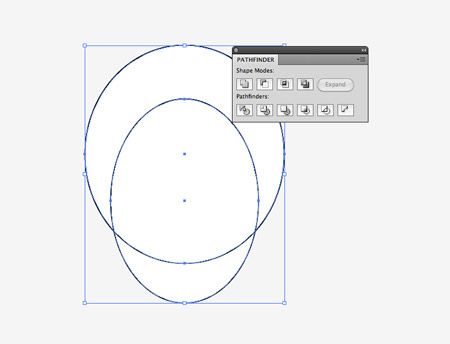 PATHFINDER
Shape Modes:
Expand
Pathfinders: